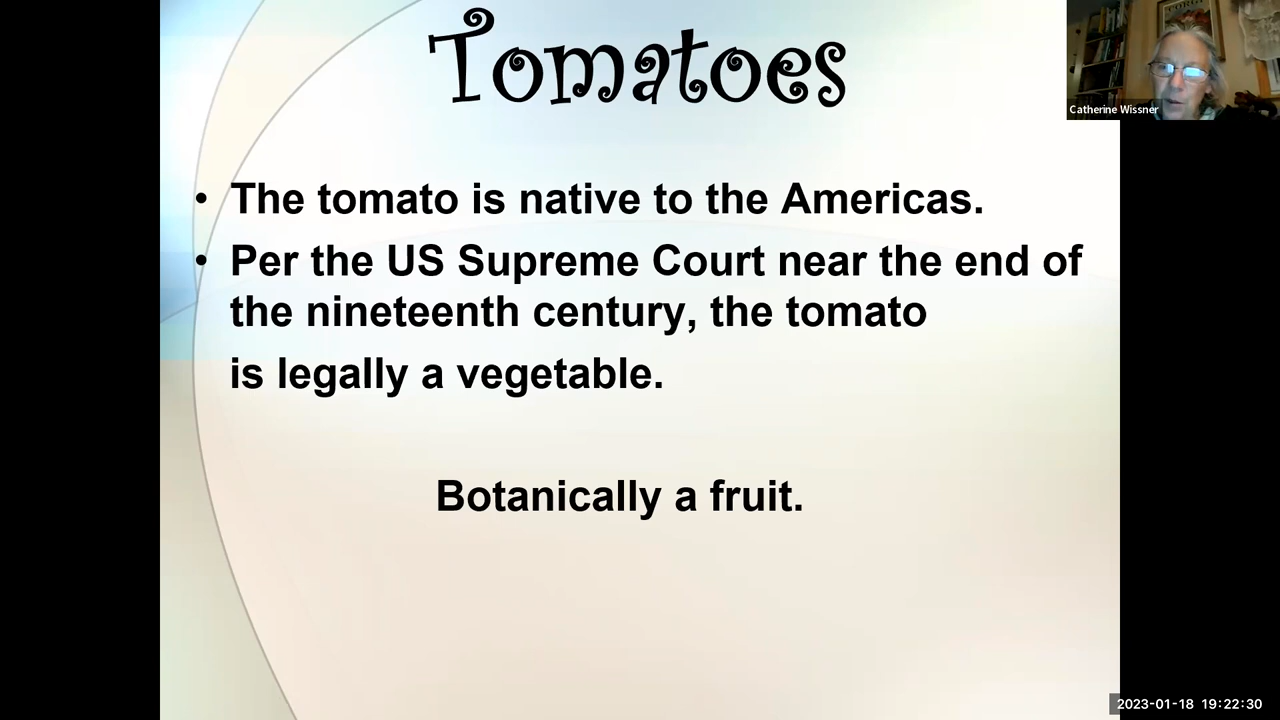 Tomatoes
Catherine Wissner
• The tomato is native to the Americas.
• Per the US Supreme Court near the end of
the nineteenth century, the tomato
is legally a vegetable.
Botanically a fruit.
2023-01-18 19:22:30